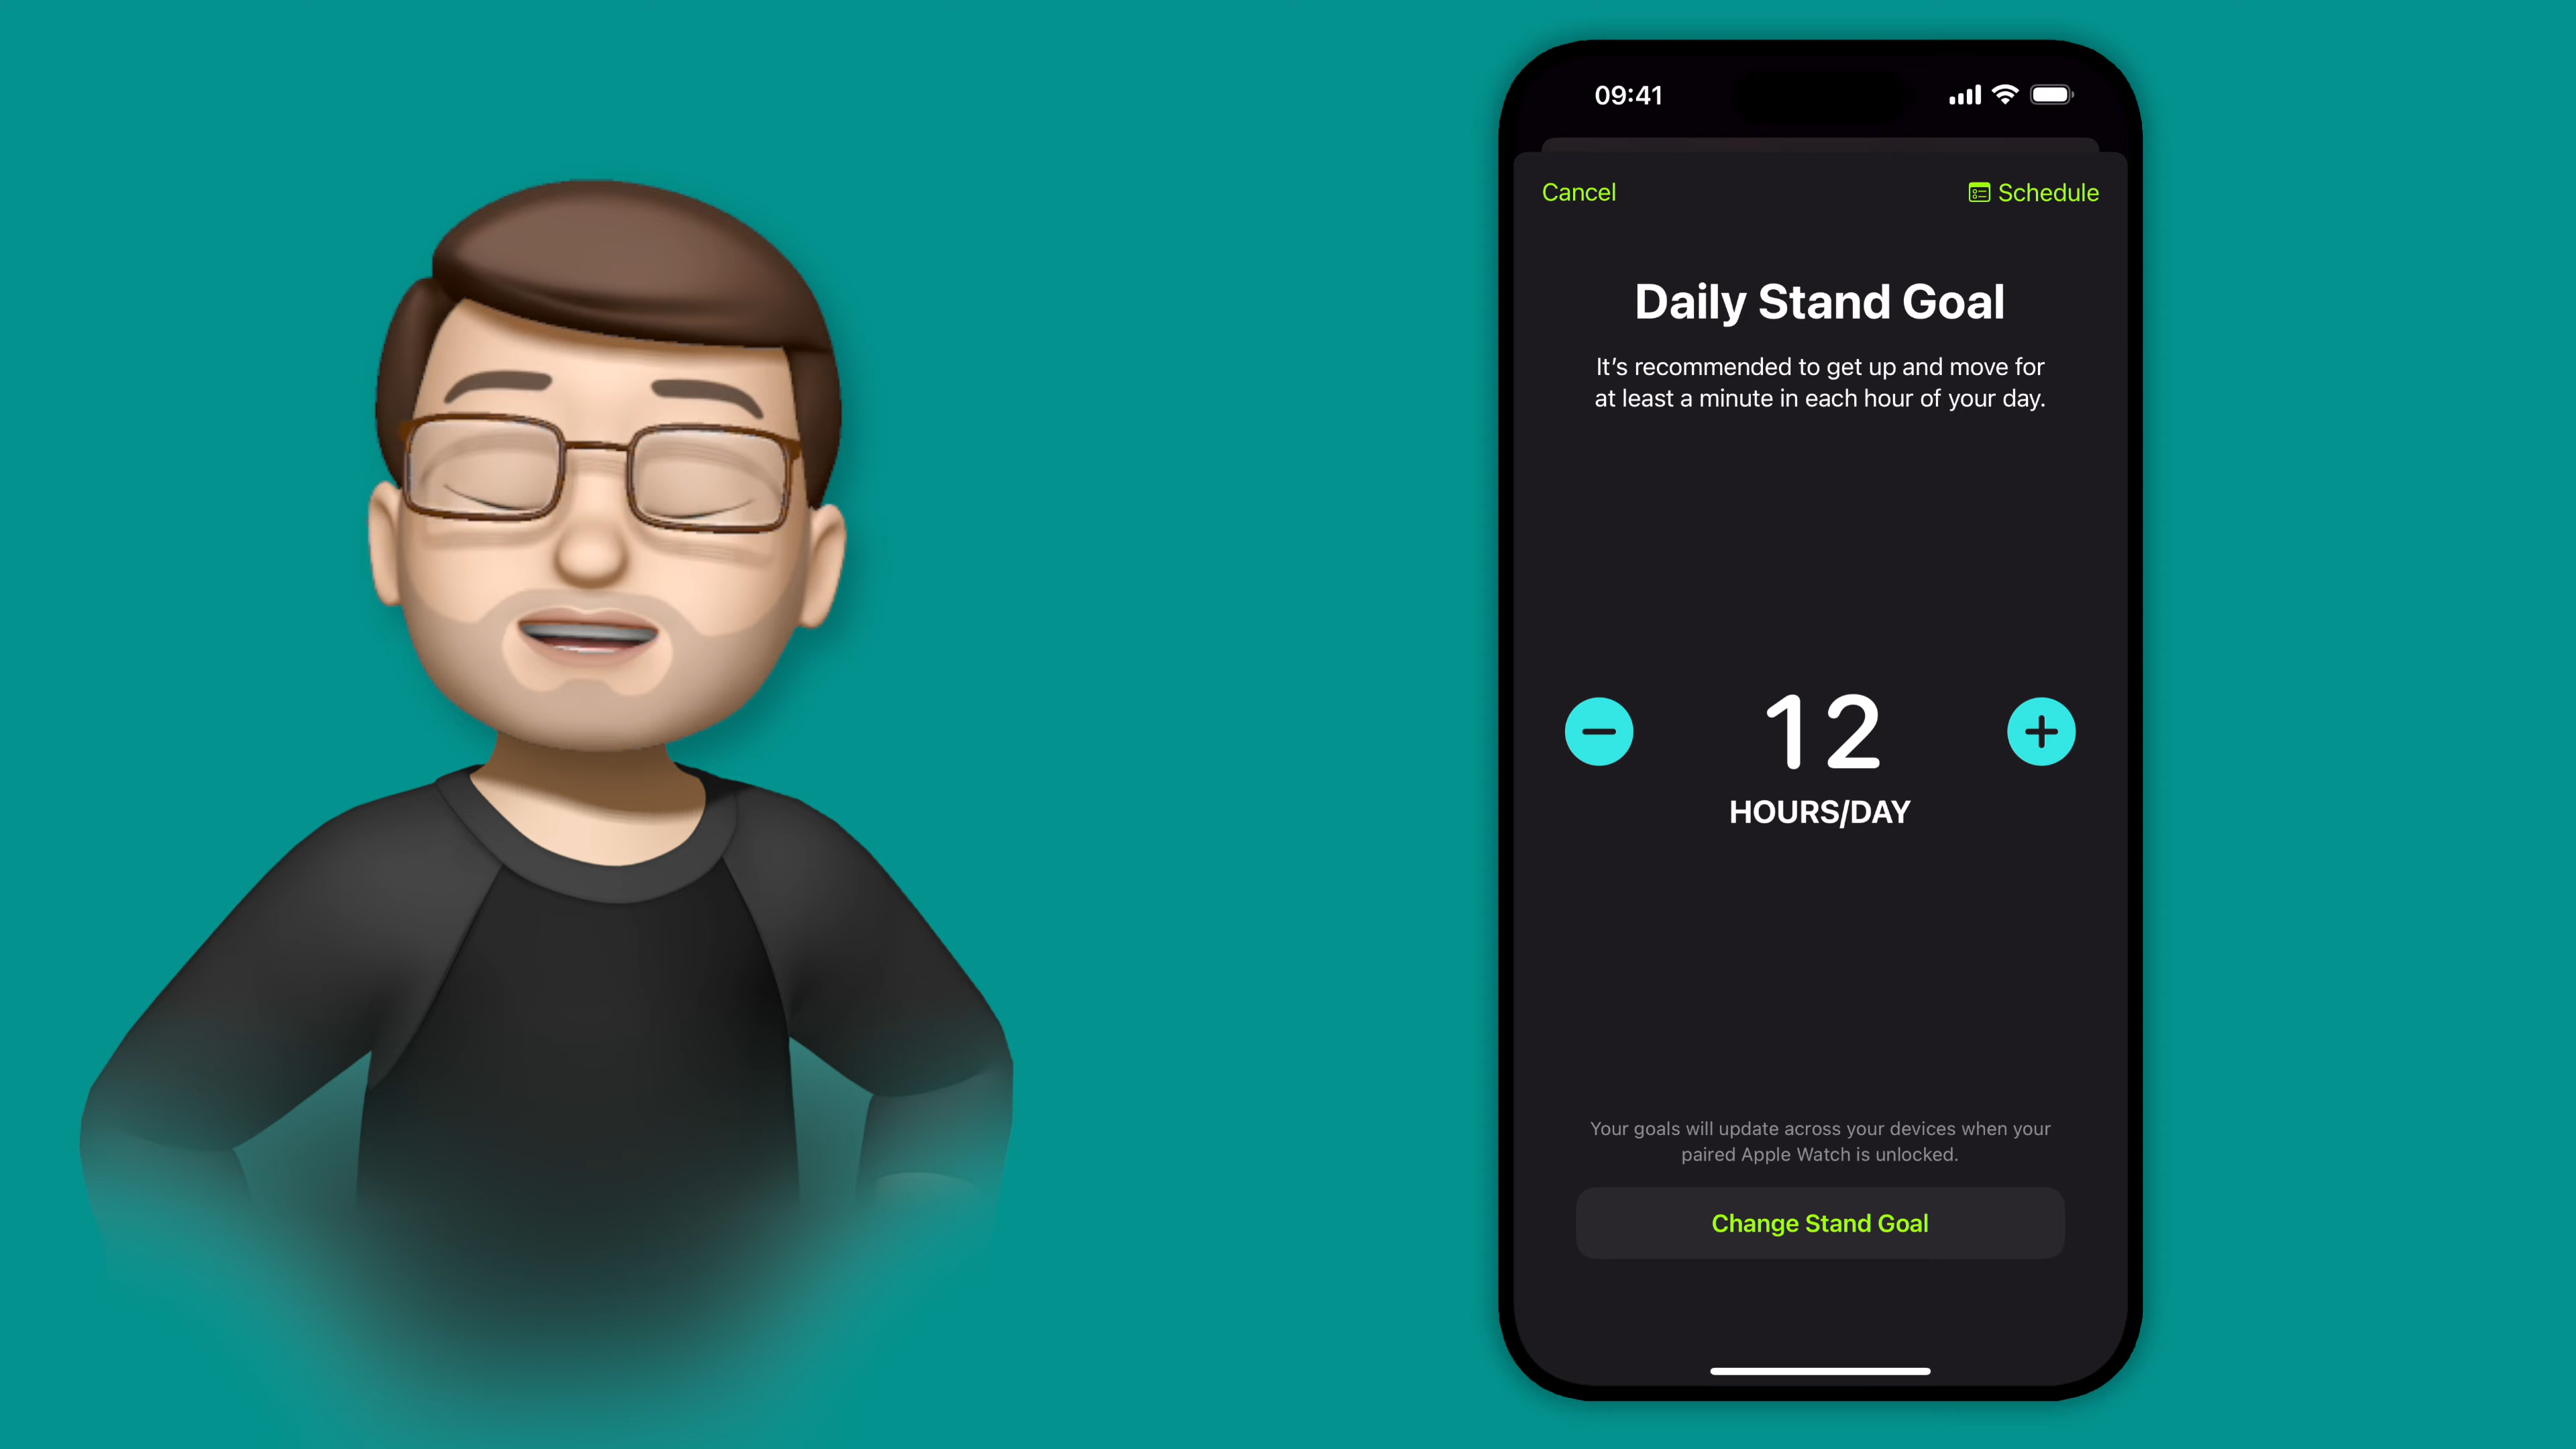 09:41
Cancel
Schedule
Daily Stand Goal
It’s recommended to get up and move for
at least a minute in each hour of your day.
12
HOURS/DAY
Your goals will update across your devices when your
paired Apple Watch is unlocked.
Change Stand Goal